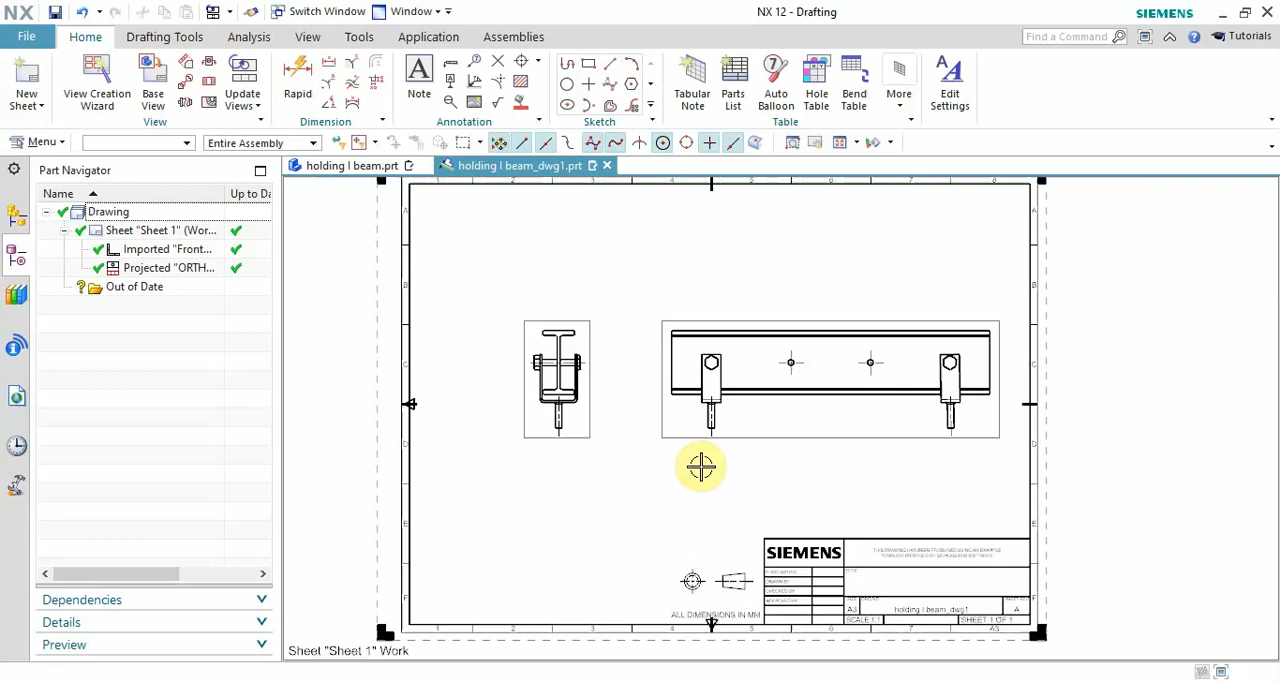 NX
Switch Window
Window
NX 12 - Drafting
SIEMENS
File
Home
Drafting Tools
Analysis
View
Tools
Application
Assemblies
Find a Command
Tutorials
New
Sheet
View Creation
Wizard
Base
View
Update
Views
View
Rapid
Dimension
A
Note
Annotation
Sketch
Tabular
Note
Parts
List
Auto
Balloon
Hole
Table
Bend
Table
More
Table
Edit
Settings
Menu
Entire Assembly
Part Navigator
holding I beam.prt
holding I beam_dwg1.prt
Name
Up to Da
Drawing
Sheet "Sheet 1" (Wor...
Imported "Front...
Projected "ORTH...
Out of Date
Dependencies
Details
Preview
SIEMENS
ALL DIMENSIONS IN MM
A3
holding I beam_dwg1
A
SCALE 1:1
SHEET 1 OF 1
Sheet "Sheet 1" Work